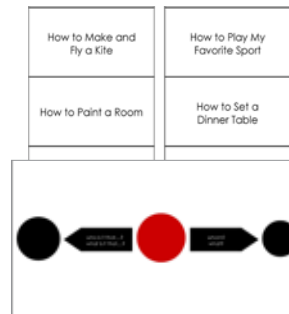 How to Make and
Fly a Kite
How to Play My
Favorite Sport
How to Paint a Room
How to Set a
Dinner Table